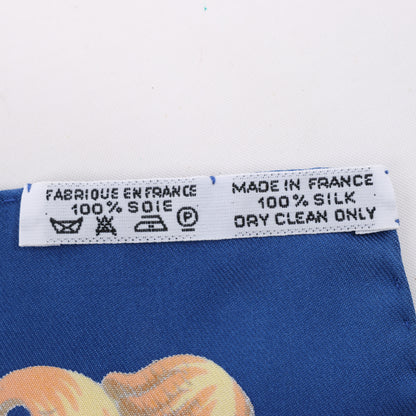 FABRIQUE EN FRANCE
100% SOIE
P
MADE IN FRANCE
100% SILK
DRY CLEAN ONLY